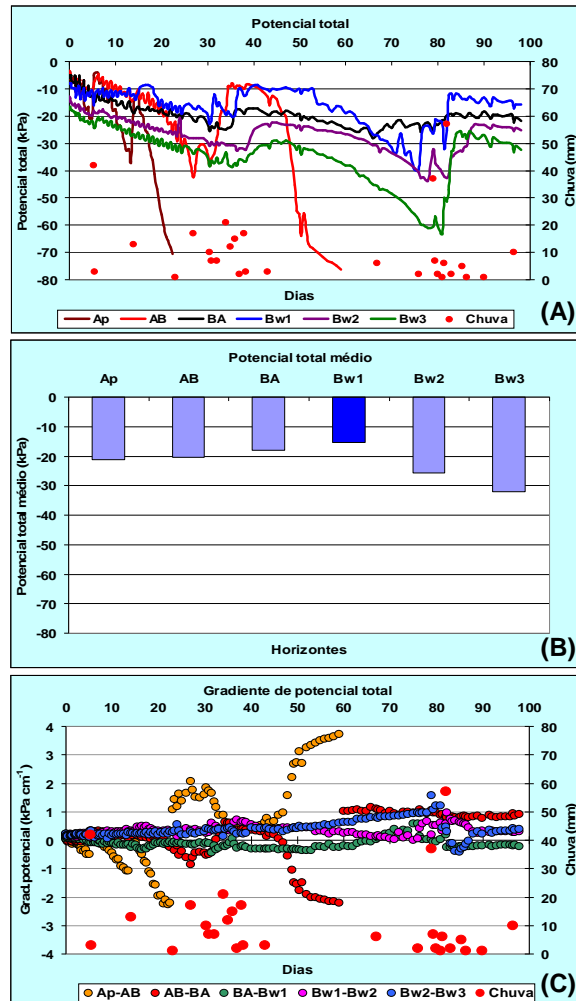 Potencial total
0 10 20 30 40 50 60 70 80 90 100
0 -10 -20 -30 -40 -50 -60 -70 -80
Potencial total (kPa)
80 70 60 50 40 30 20 10 0
Chuva (mm)
Dias
Ap AB BA Bw1 Bw2 Bw3 Chuva
(A)
Potencial total médio
Ap AB BA Bw1 Bw2 Bw3
0 -10 -20 -30 -40 -50 -60 -70 -80
Potencial total médio (kPa)
Horizontes
(B)
Gradiente de potencial total
0 10 20 30 40 50 60 70 80 90 100
4 3 2 1 0 -1 -2 -3 -4
Grad.potencial (kPa cm-1)
80 70 60 50 40 30 20 10 0
Chuva (mm)
Dias
Ap-AB AB-BA BA-Bw1 Bw1-Bw2 Bw2-Bw3 Chuva
(C)